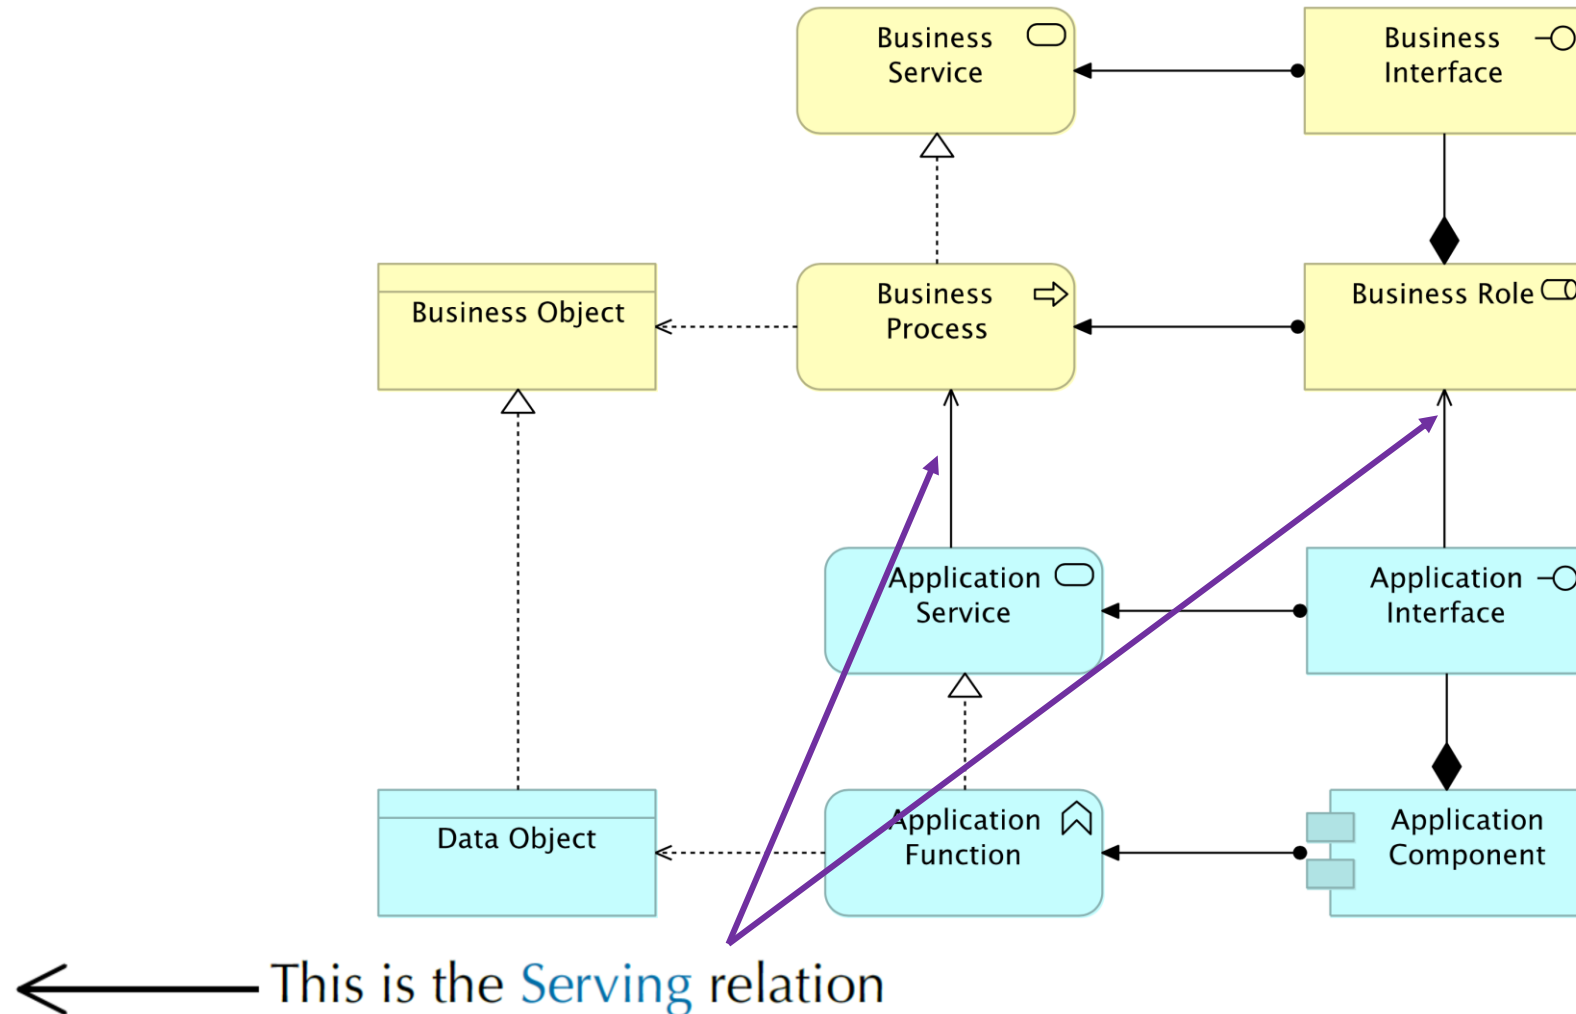 Business
Service
Business
Interface
Business Object
Business
Process
Business Role
Application
Service
Application
Interface
Data Object
Application
Function
Application
Component
This is the Serving relation